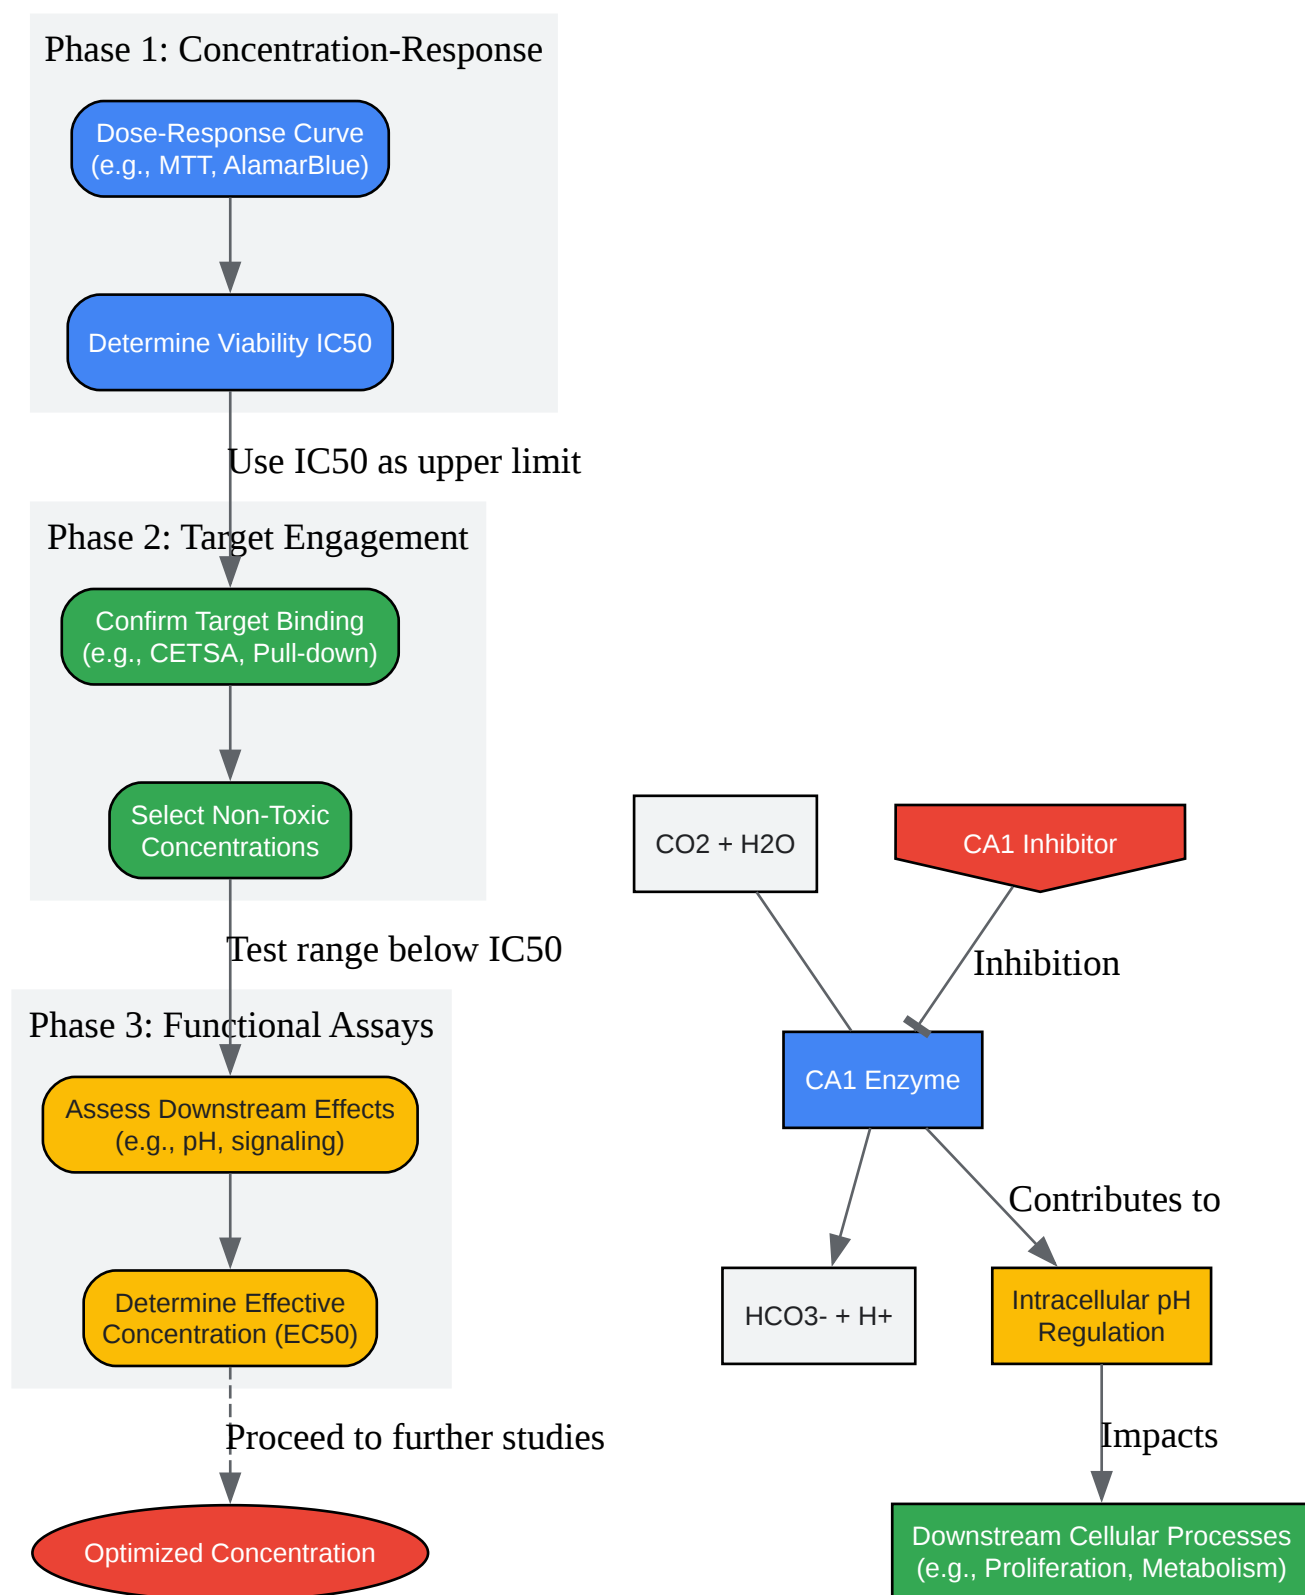 Phase 1: Concentration-Response
Dose-Response Curve
(e.g., MTT, AlamarBlue)
Determine Viability IC50
Use IC50 as upper limit
Phase 2: Target Engagement
Confirm Target Binding
(e.g., CETSA, Pull-down)
Select Non-Toxic
Concentrations
Test range below IC50
Phase 3: Functional Assays
Assess Downstream Effects
(e.g., pH, signaling)
Determine Effective
Concentration (EC50)
Proceed to further studies
Optimized Concentration
CO2 + H2O
CA1 Inhibitor
Inhibition
CA1 Enzyme
Contributes to
HCO3- + H+
Intracellular pH
Regulation
Impacts
Downstream Cellular Processes
(e.g., Proliferation, Metabolism)